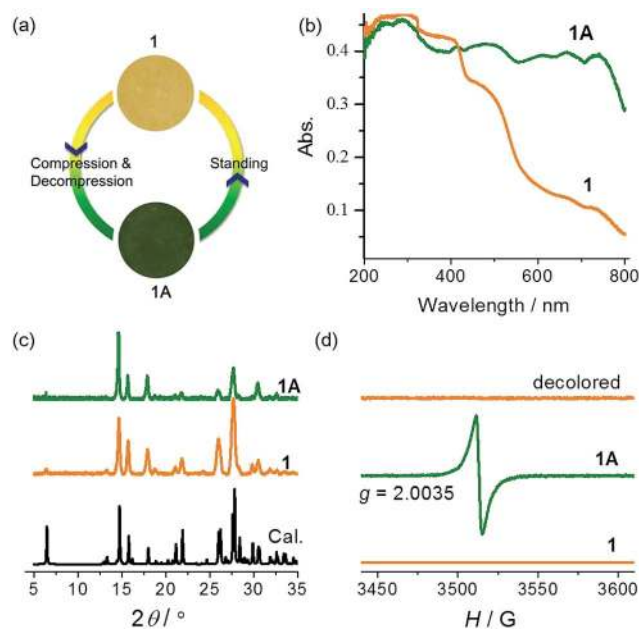 (a)
1
Compression &
Decompression
Standing
1A
(b)
Abs.
0.4
0.3
0.2
0.1
1A
1
200 400 600 800
Wavelength / nm
(c)
1A
1
Cal.
5 10 15 20 25 30 35
2θ / °
(d)
decolored
1A
g = 2.0035
1
3450 3500 3550 3600
H / G